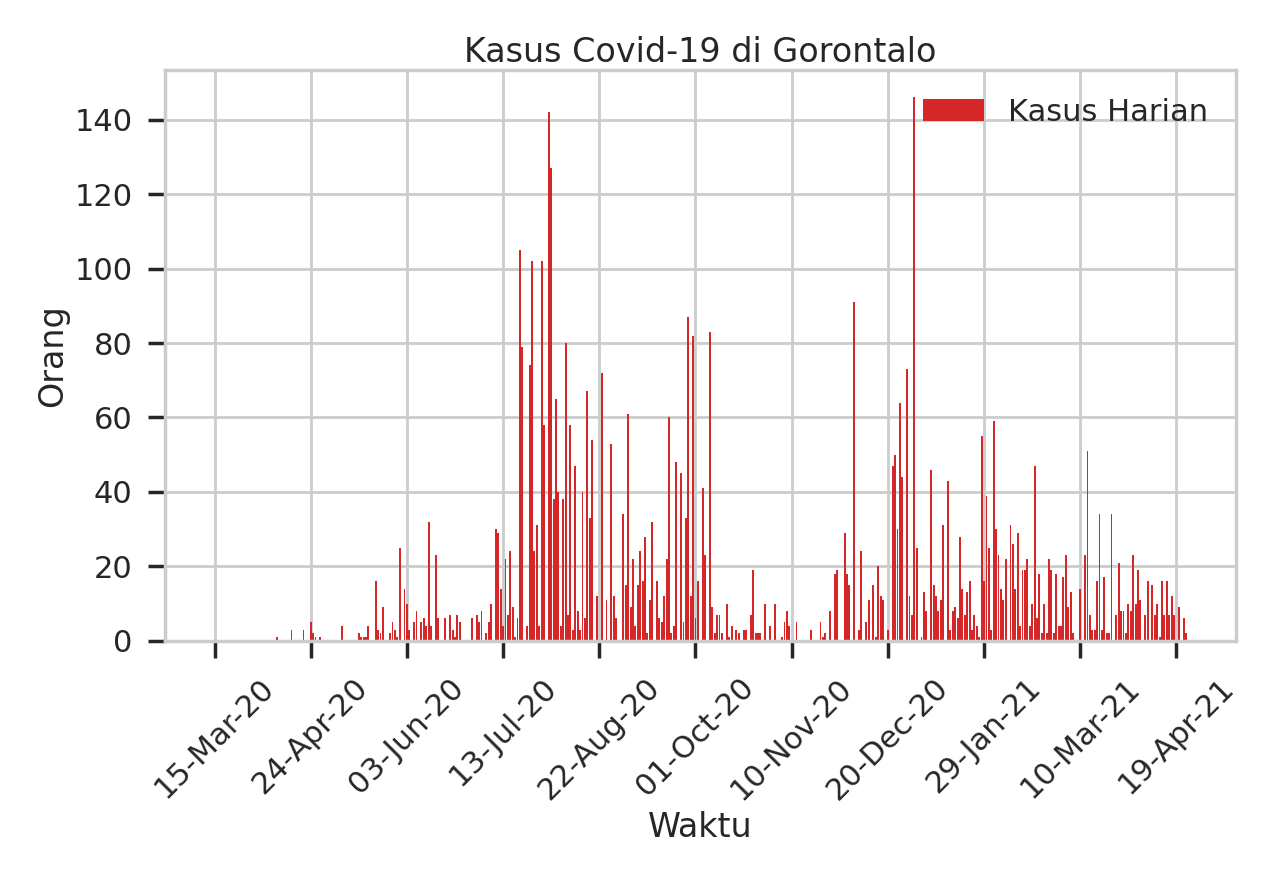 Kasus Covid-19 di Gorontalo
Kasus Harian
Orang
140
120
100
80
60
40
20
0
15-Mar-20
24-Apr-20
03-Jun-20
13-Jul-20
22-Aug-20
01-Oct-20
10-Nov-20
20-Dec-20
29-Jan-21
10-Mar-21
19-Apr-21
Waktu